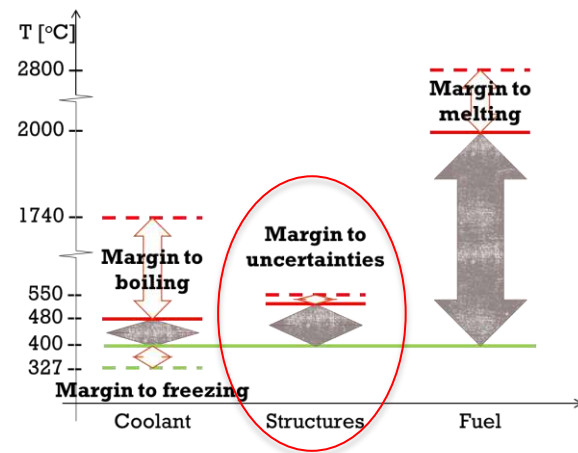 T [°C]
2800
2000
1740
550
480
400
327
Margin to
boiling
Margin to freezing
Margin to
uncertainties
Margin to
melting
Coolant
Structures
Fuel